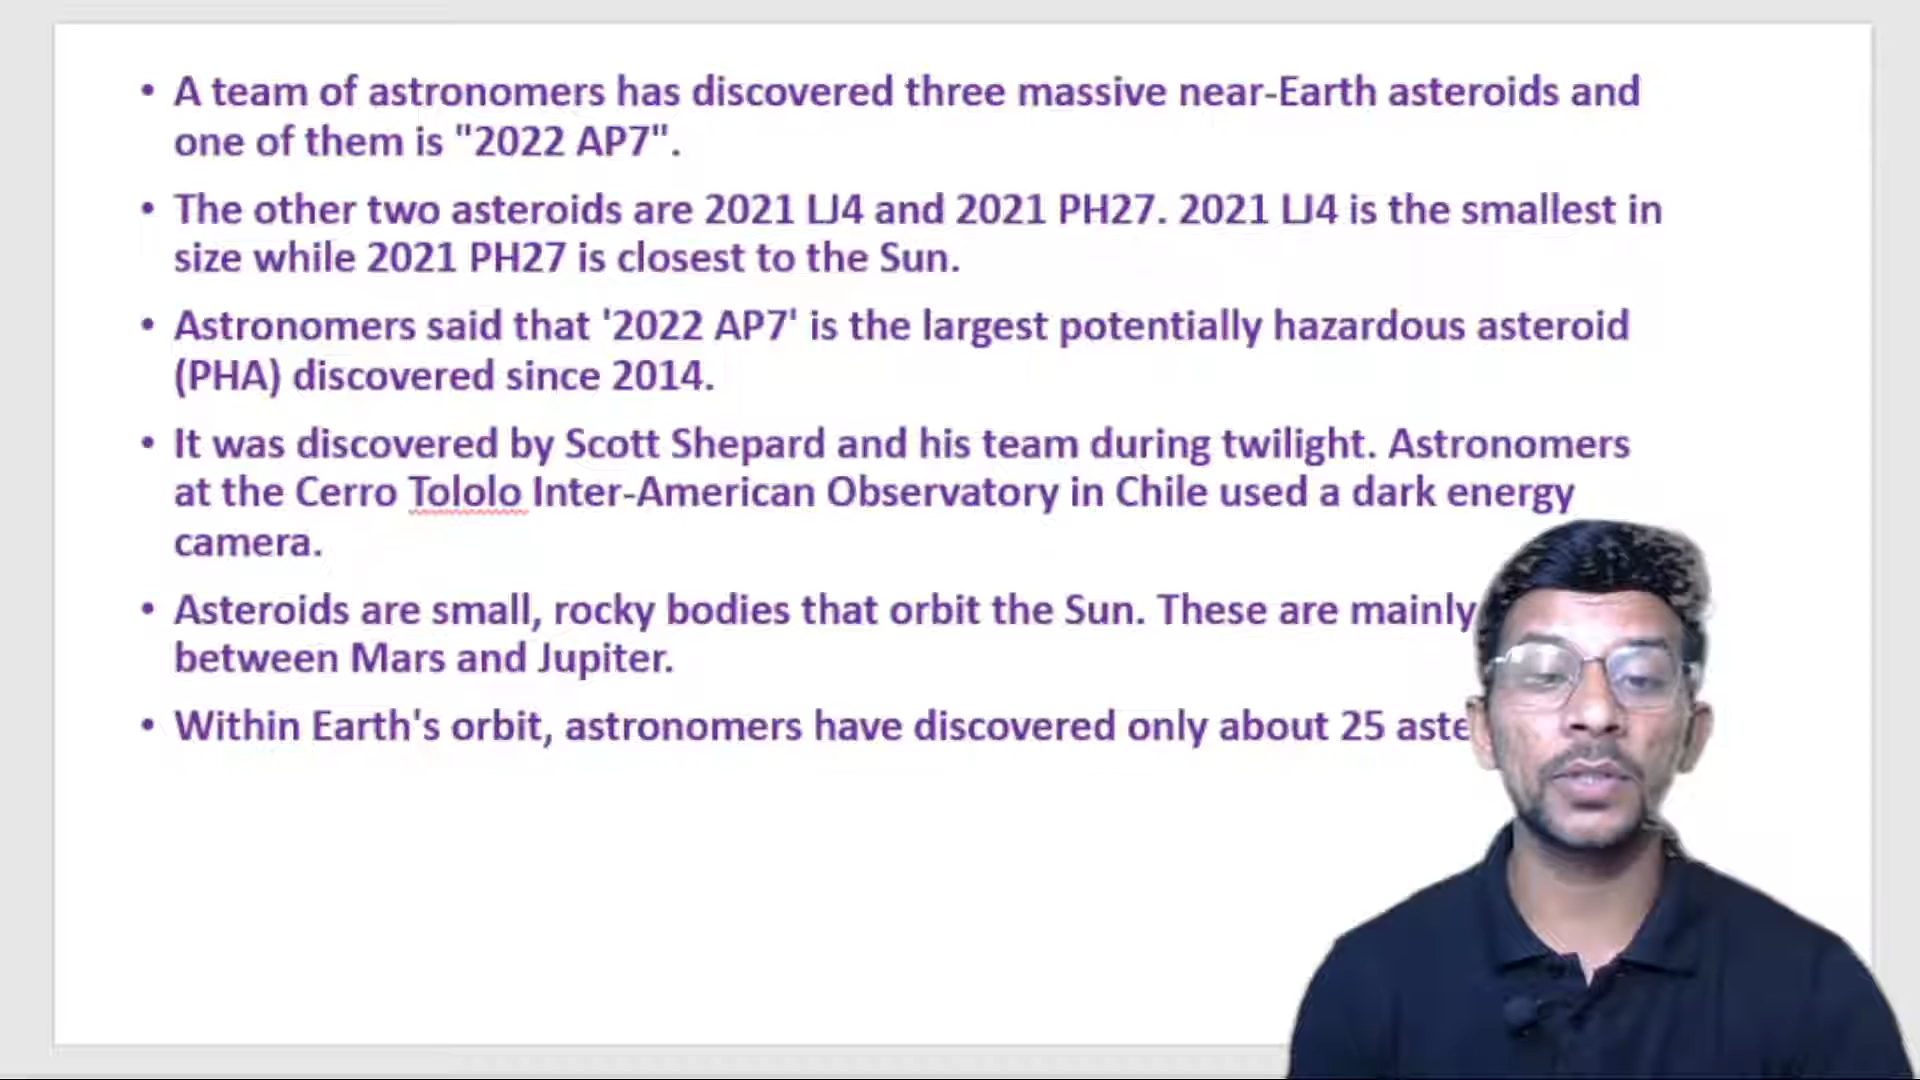 • A team of astronomers has discovered three massive near-Earth asteroids and
one of them is "2022 AP7".
• The other two asteroids are 2021 LJ4 and 2021 PH27. 2021 LJ4 is the smallest in
size while 2021 PH27 is closest to the Sun.
• Astronomers said that '2022 AP7' is the largest potentially hazardous asteroid
(PHA) discovered since 2014.
• It was discovered by Scott Shepard and his team during twilight. Astronomers
at the Cerro Tololo Inter-American Observatory in Chile used a dark energy
camera.
• Asteroids are small, rocky bodies that orbit the Sun. These are mainly
between Mars and Jupiter.
• Within Earth's orbit, astronomers have discovered only about 25